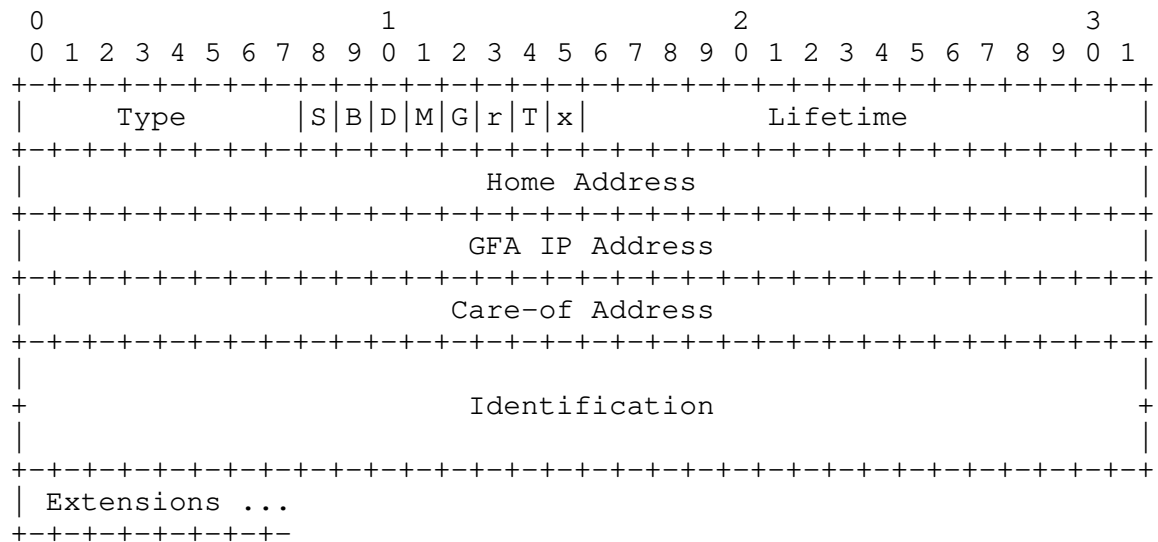 0                   1                   2                   3
 0 1 2 3 4 5 6 7 8 9 0 1 2 3 4 5 6 7 8 9 0 1 2 3 4 5 6 7 8 9 0 1
+-+-+-+-+-+-+-+-+-+-+-+-+-+-+-+-+-+-+-+-+-+-+-+-+-+-+-+-+-+-+-+-+
|     Type      |S|B|D|M|G|r|T|x|          Lifetime             |
+-+-+-+-+-+-+-+-+-+-+-+-+-+-+-+-+-+-+-+-+-+-+-+-+-+-+-+-+-+-+-+-+
|                          Home Address                         |
+-+-+-+-+-+-+-+-+-+-+-+-+-+-+-+-+-+-+-+-+-+-+-+-+-+-+-+-+-+-+-+-+
|                         GFA IP Address                        |
+-+-+-+-+-+-+-+-+-+-+-+-+-+-+-+-+-+-+-+-+-+-+-+-+-+-+-+-+-+-+-+-+
|                        Care-of Address                        |
+-+-+-+-+-+-+-+-+-+-+-+-+-+-+-+-+-+-+-+-+-+-+-+-+-+-+-+-+-+-+-+-+
|                                                               |
+                         Identification                        +
|                                                               |
+-+-+-+-+-+-+-+-+-+-+-+-+-+-+-+-+-+-+-+-+-+-+-+-+-+-+-+-+-+-+-+-+
| Extensions ...
+-+-+-+-+-+-+-+-